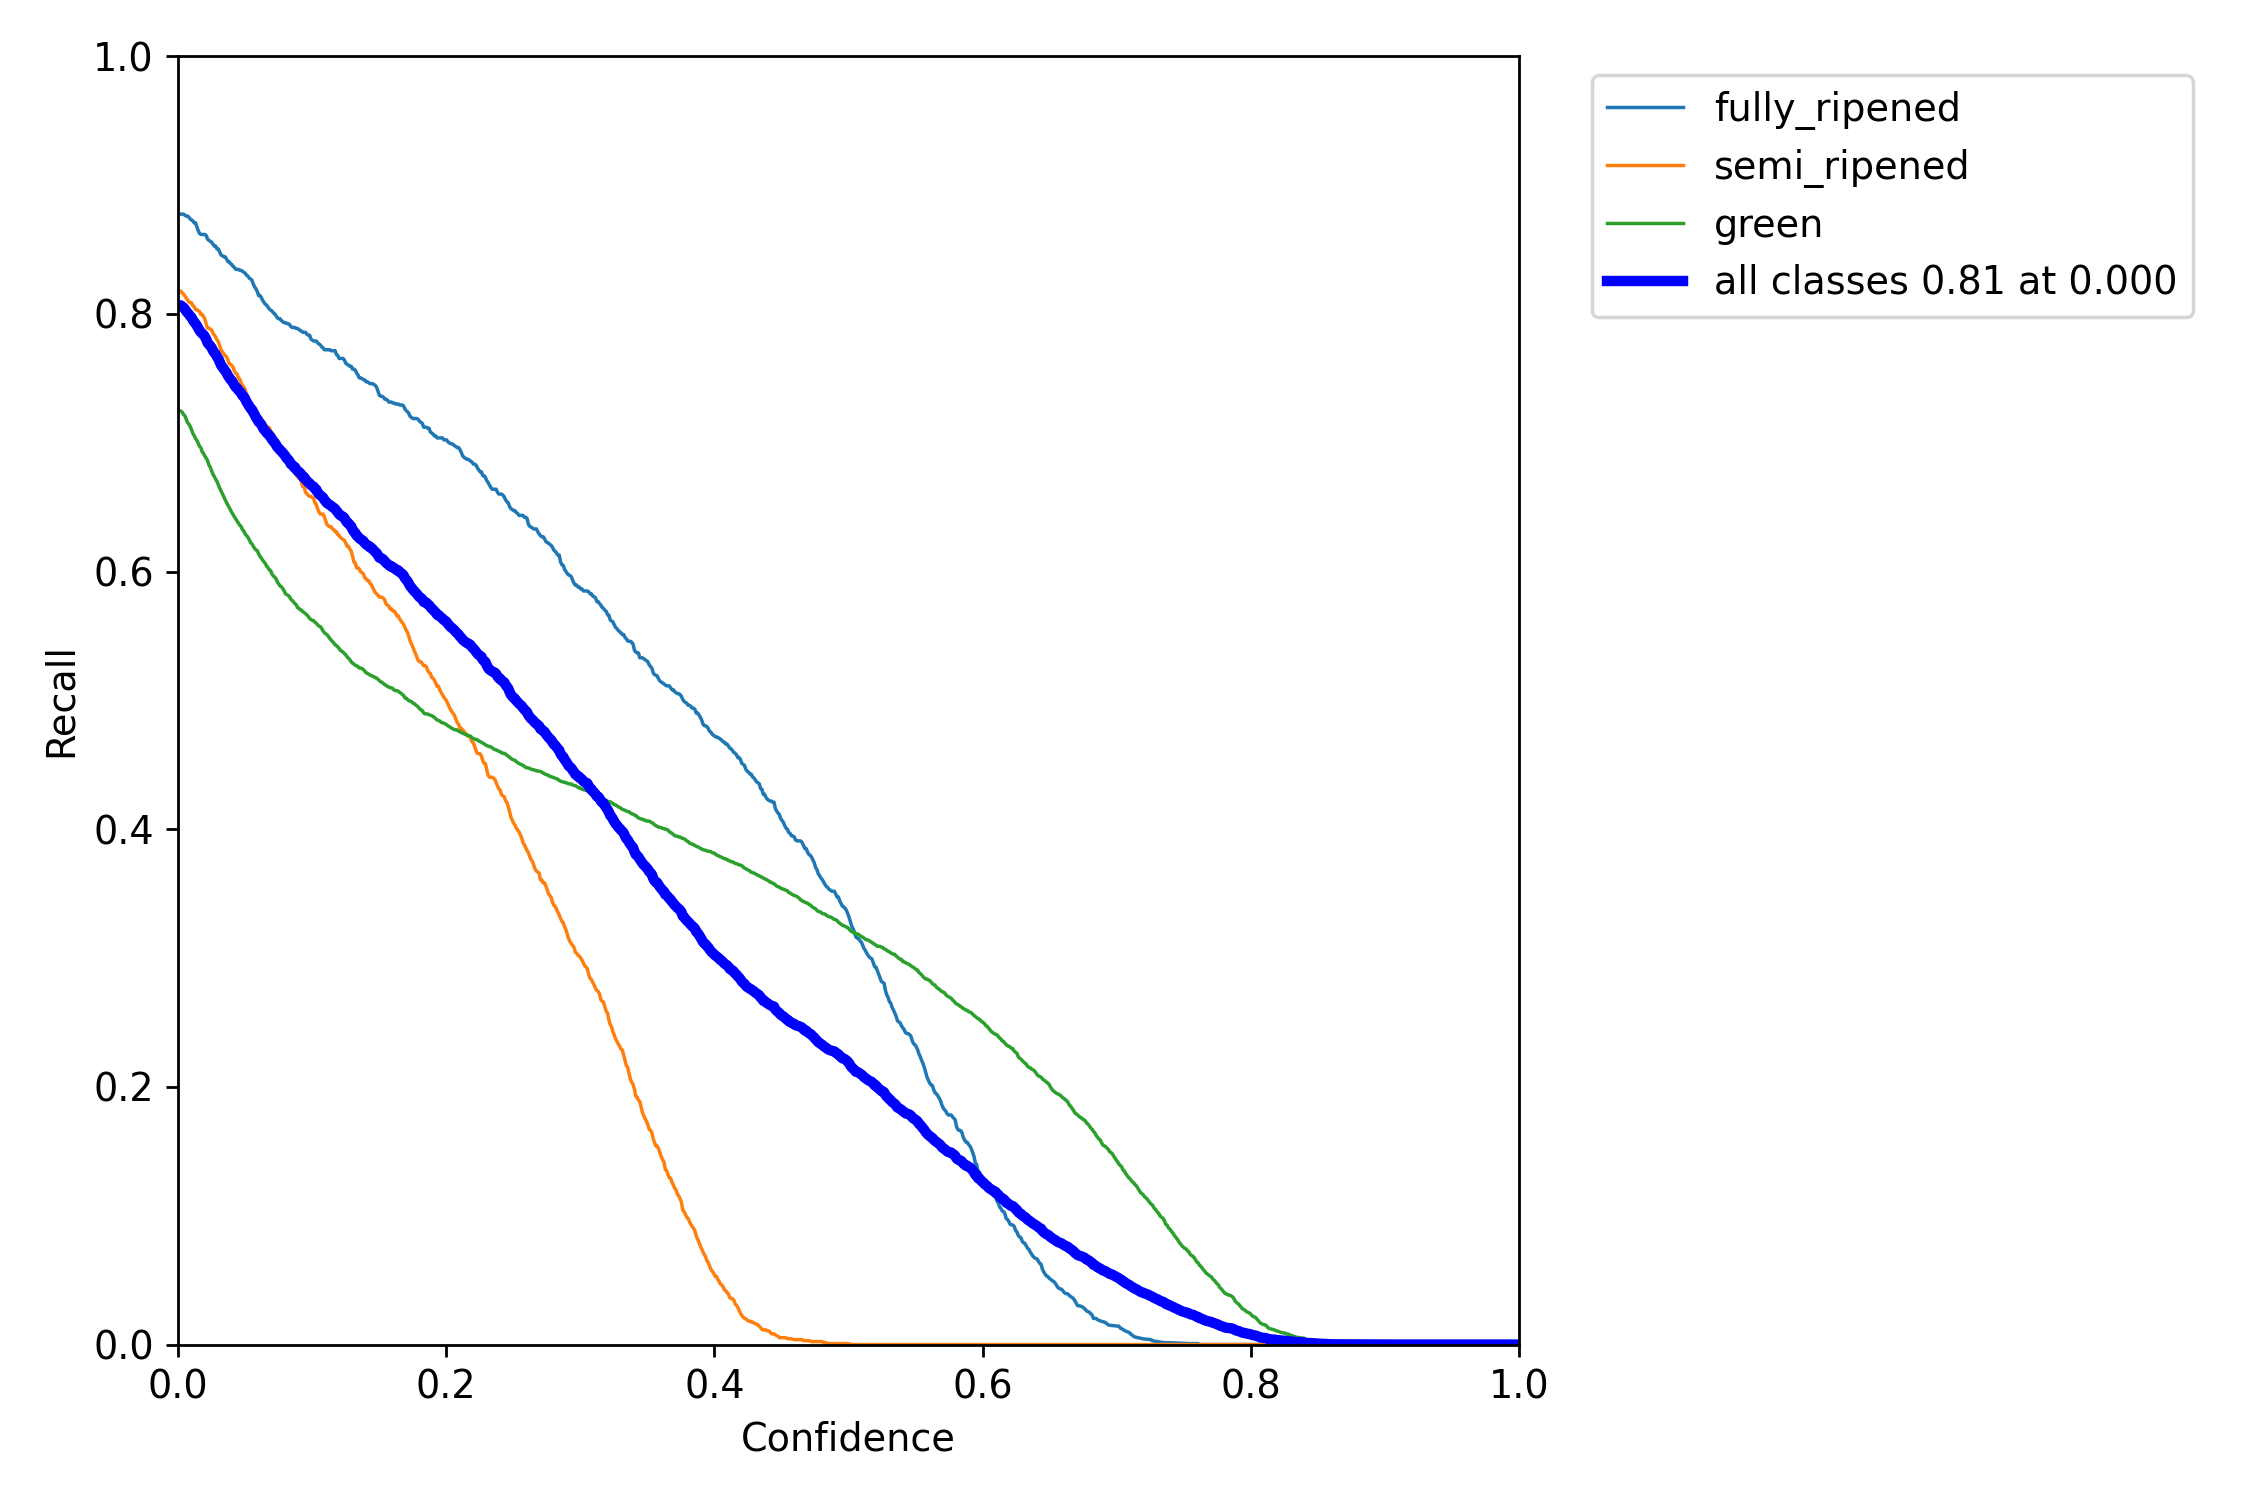 1.0
0.8
0.6
0.4
0.2
0.0
Recall
0.0 0.2 0.4 0.6 0.8 1.0
Confidence
fully_ripened
semi_ripened
green
all classes 0.81 at 0.000